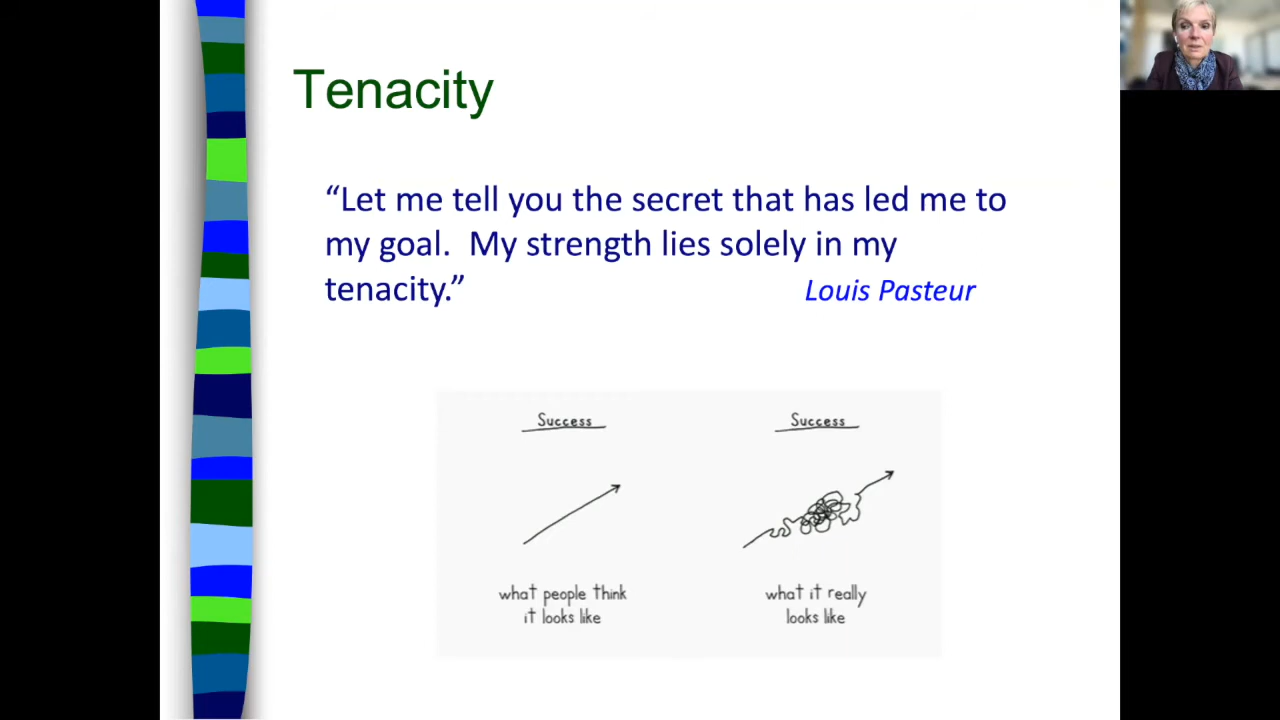 Tenacity
“Let me tell you the secret that has led me to
my goal.  My strength lies solely in my
tenacity.” Louis Pasteur
Success Success
what people think what it really
it looks like looks like